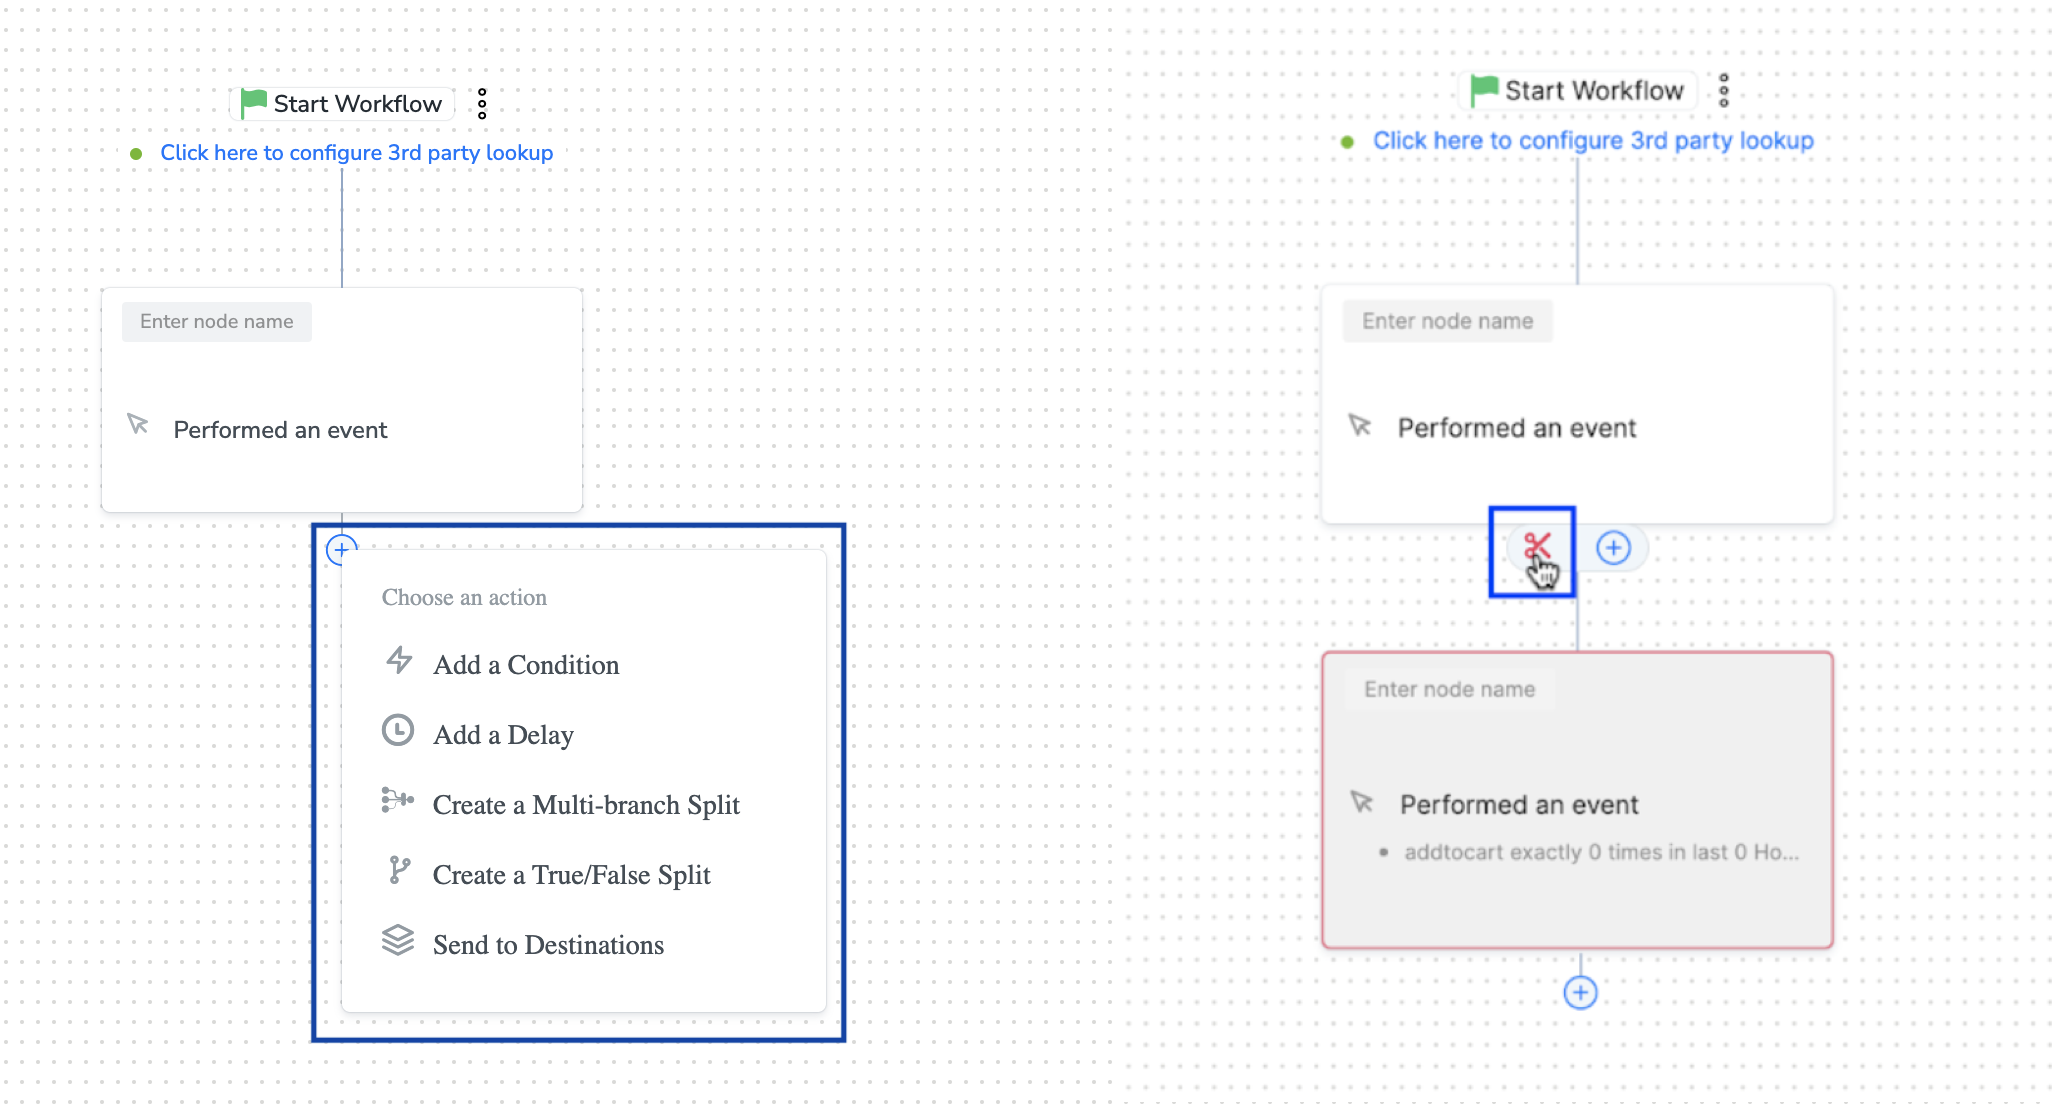 Start Workflow
Click here to configure 3rd party lookup
Enter node name
Performed an event
Choose an action
Add a Condition
Add a Delay
Create a Multi-branch Split
Create a True/False Split
Send to Destinations
Start Workflow
Click here to configure 3rd party lookup
Enter node name
Performed an event
Enter node name
Performed an event
addtocart exactly 0 times in last 0 Ho...